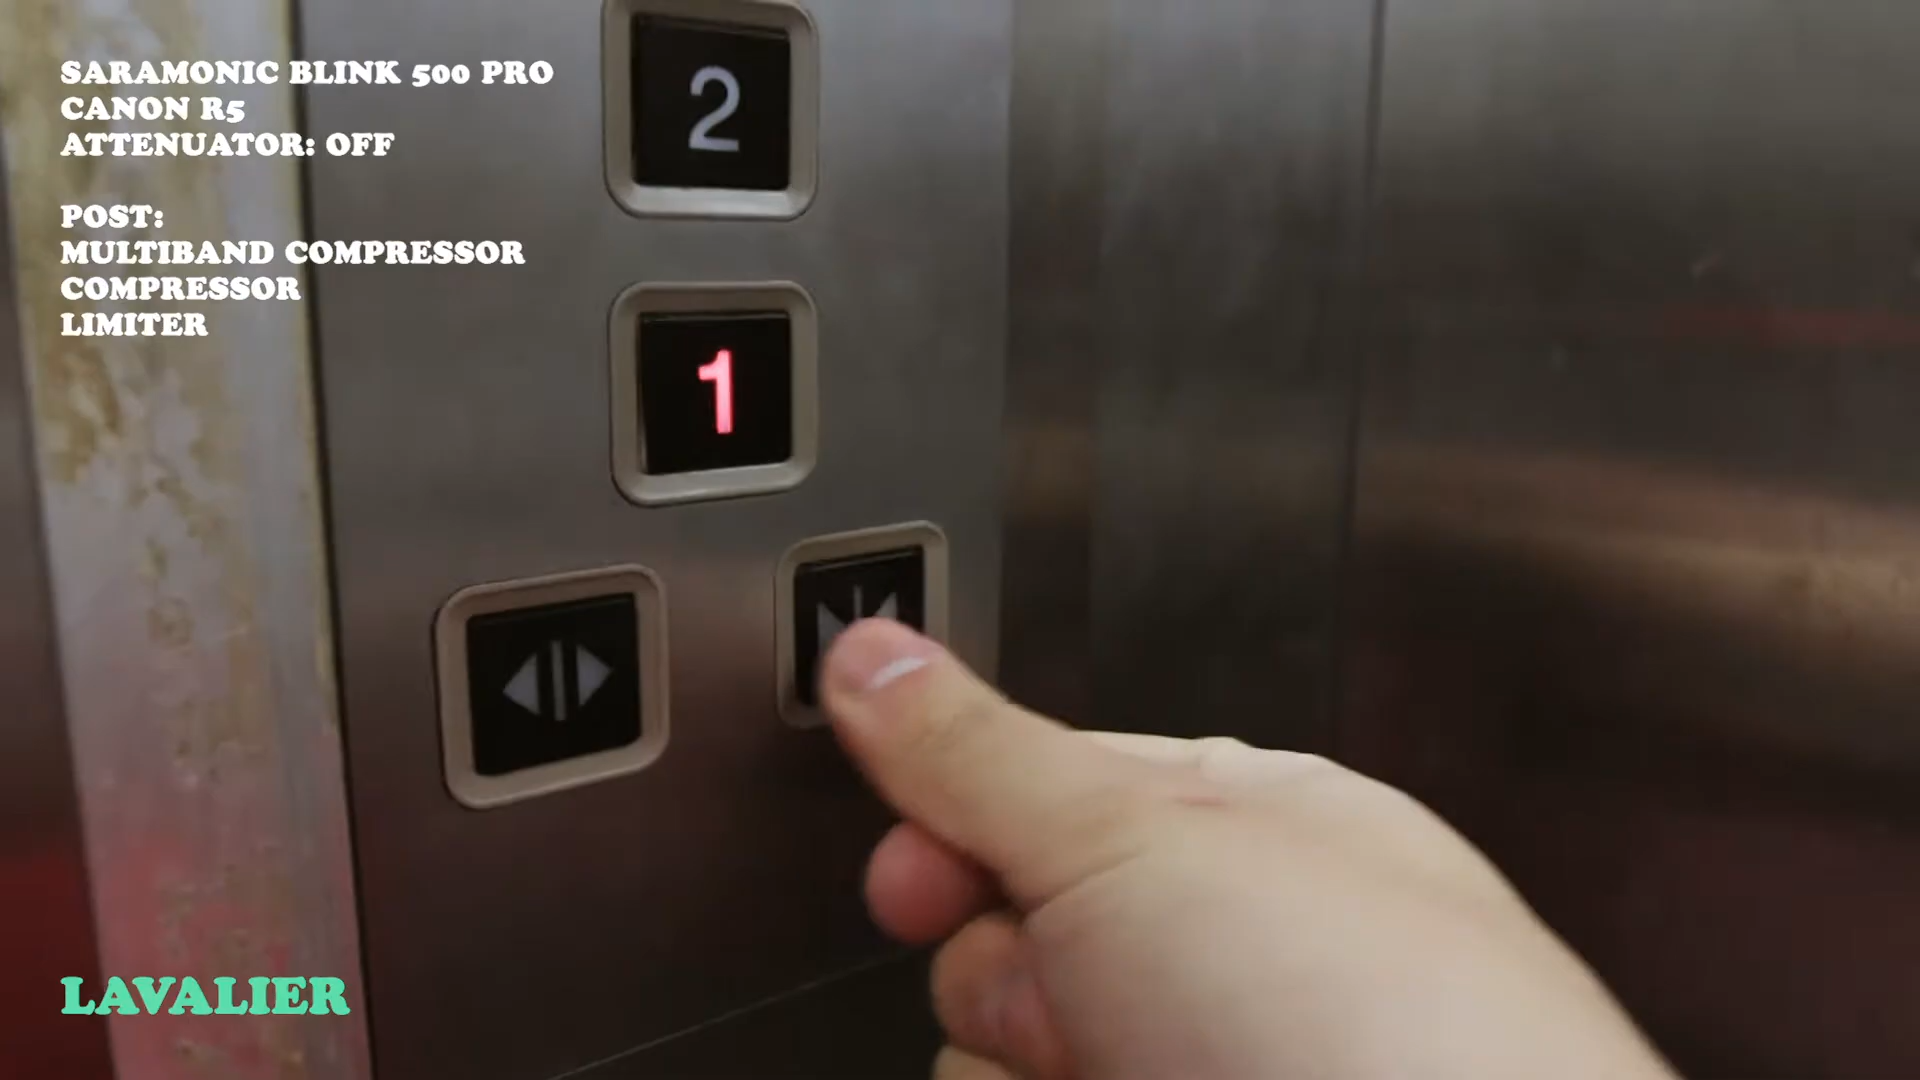 SARAMONIC BLINK 500 PRO
CANON R5
ATTENUATOR: OFF
POST:
MULTIBAND COMPRESSOR
COMPRESSOR
LIMITER
2
1
LAVALIER